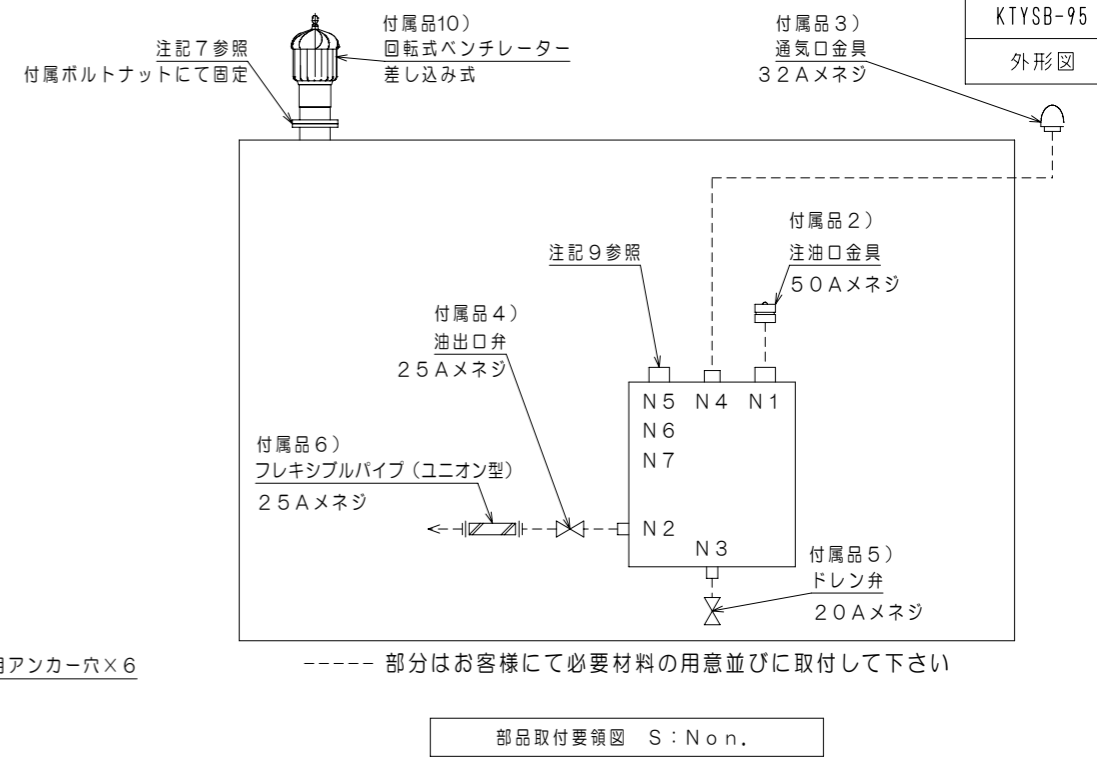 KTYSB-95
外形図
付属品10)
回転式ベンチレーター
差し込み式
注記7参照
付属ボルトナットにて固定
付属品3)
通気口金具
32Aメネジ
付属品2)
注油口金具
50Aメネジ
注記9参照
付属品4)
油出口弁
25Aメネジ
N5 N4 N1
N6
N7
付属品6)
フレキシブルパイプ(ユニオン型)
25Aメネジ
N2
N3
付属品5)
ドレン弁
20Aメネジ
用アンカー穴×6
----- 部分はお客様にて必要材料の用意並びに取付して下さい
部品取付要領図 S:Non.